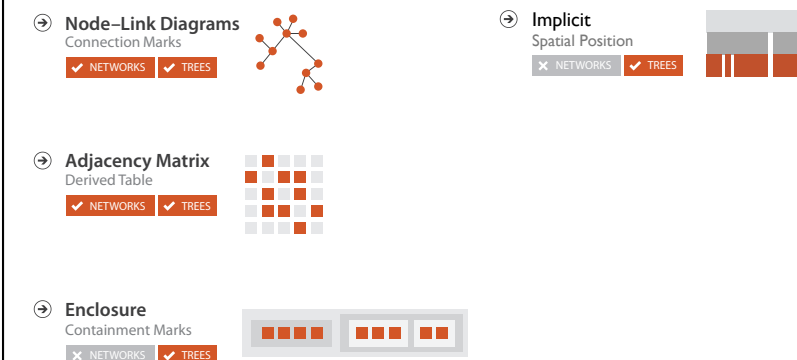 Node–Link Diagrams
Connection Marks
NETWORKS TREES
Implicit
Spatial Position
NETWORKS TREES
Adjacency Matrix
Derived Table
NETWORKS TREES
Enclosure
Containment Marks
NETWORKS TREES